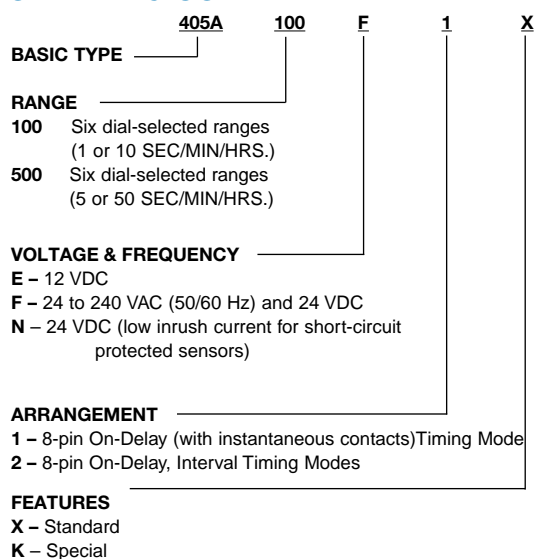 405A 100 F 1 X
BASIC TYPE
RANGE
100 Six dial-selected ranges
(1 or 10 SEC/MIN/HRS.)
500 Six dial-selected ranges
(5 or 50 SEC/MIN/HRS.)
VOLTAGE & FREQUENCY
E – 12 VDC
F – 24 to 240 VAC (50/60 Hz) and 24 VDC
N – 24 VDC (low inrush current for short-circuit
protected sensors)
ARRANGEMENT
1 – 8-pin On-Delay (with instantaneous contacts)Timing Mode
2 – 8-pin On-Delay, Interval Timing Modes
FEATURES
X – Standard
K – Special